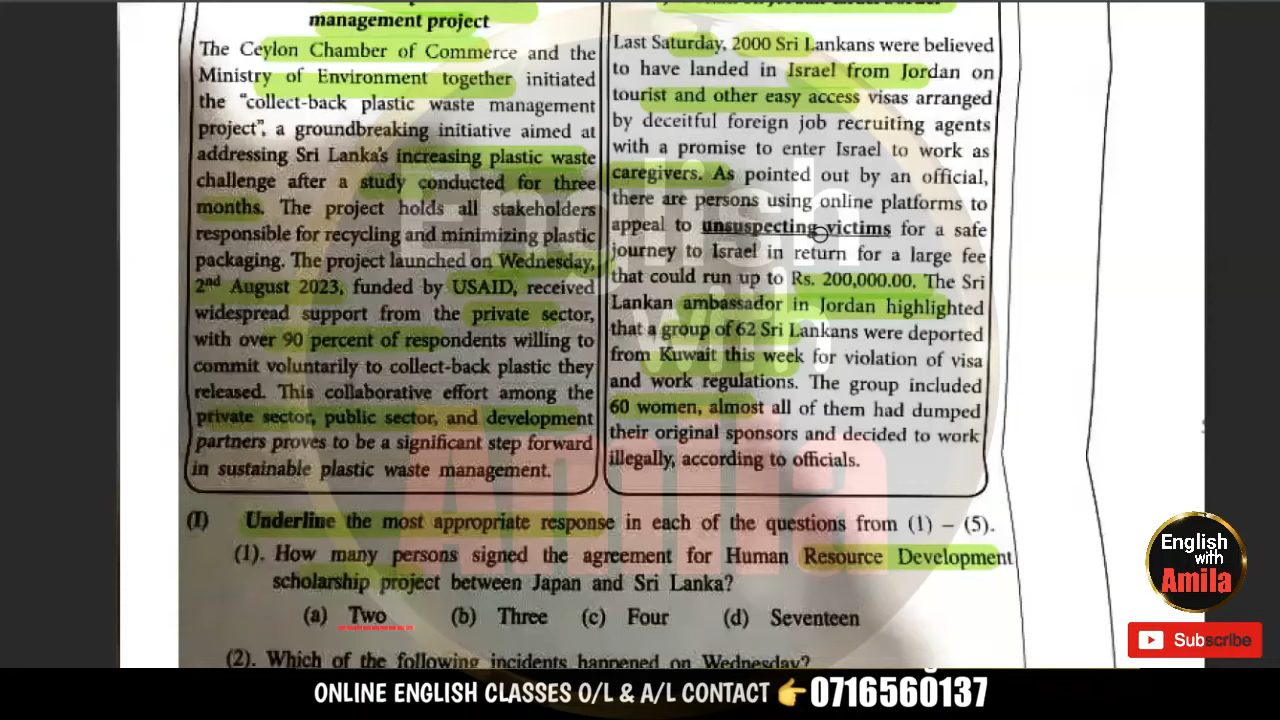 management project
The Ceylon Chamber of Commerce and the
Ministry of Environment together initiated
the "collect-back plastic waste management
project", a groundbreaking initiative aimed at
addressing Sri Lanka's increasing plastic waste
challenge after a study conducted for three
months. The project holds all stakeholders
responsible for recycling and minimizing plastic
packaging. The project launched on Wednesday,
2nd August 2023, funded by USAID, received
widespread support from the private sector,
with over 90 percent of respondents willing to
commit voluntarily to collect-back plastic they
released. This collaborative effort among the
private sector, public sector, and development
partners proves to be a significant step forward
in sustainable plastic waste management.
Last Saturday, 2000 Sri Lankans were believed
to have landed in Israel from Jordan on
tourist and other easy access visas arranged
by deceitful foreign job recruiting agents
with a promise to enter Israel to work as
caregivers. As pointed out by an official,
there are persons using online platforms to
appeal to unsuspecting victims for a safe
journey to Israel in return for a large fee
that could run up to Rs. 200,000.00. The Sri
Lankan ambassador in Jordan highlighted
that a group of 62 Sri Lankans were deported
from Kuwait this week for violation of visa
and work regulations. The group included
60 women, almost all of them had dumped
their original sponsors and decided to work
illegally, according to officials.
(I) Underline the most appropriate response in each of the questions from (1) – (5).
(1). How many persons signed the agreement for Human Resource Development
scholarship project between Japan and Sri Lanka?
(a) Two (b) Three (c) Four (d) Seventeen
(2). Which of the following incidents happened on Wednesday?
English
with
Amila
English
with
Amila
Subscribe
ONLINE ENGLISH CLASSES O/L & A/L CONTACT 👉0716560137